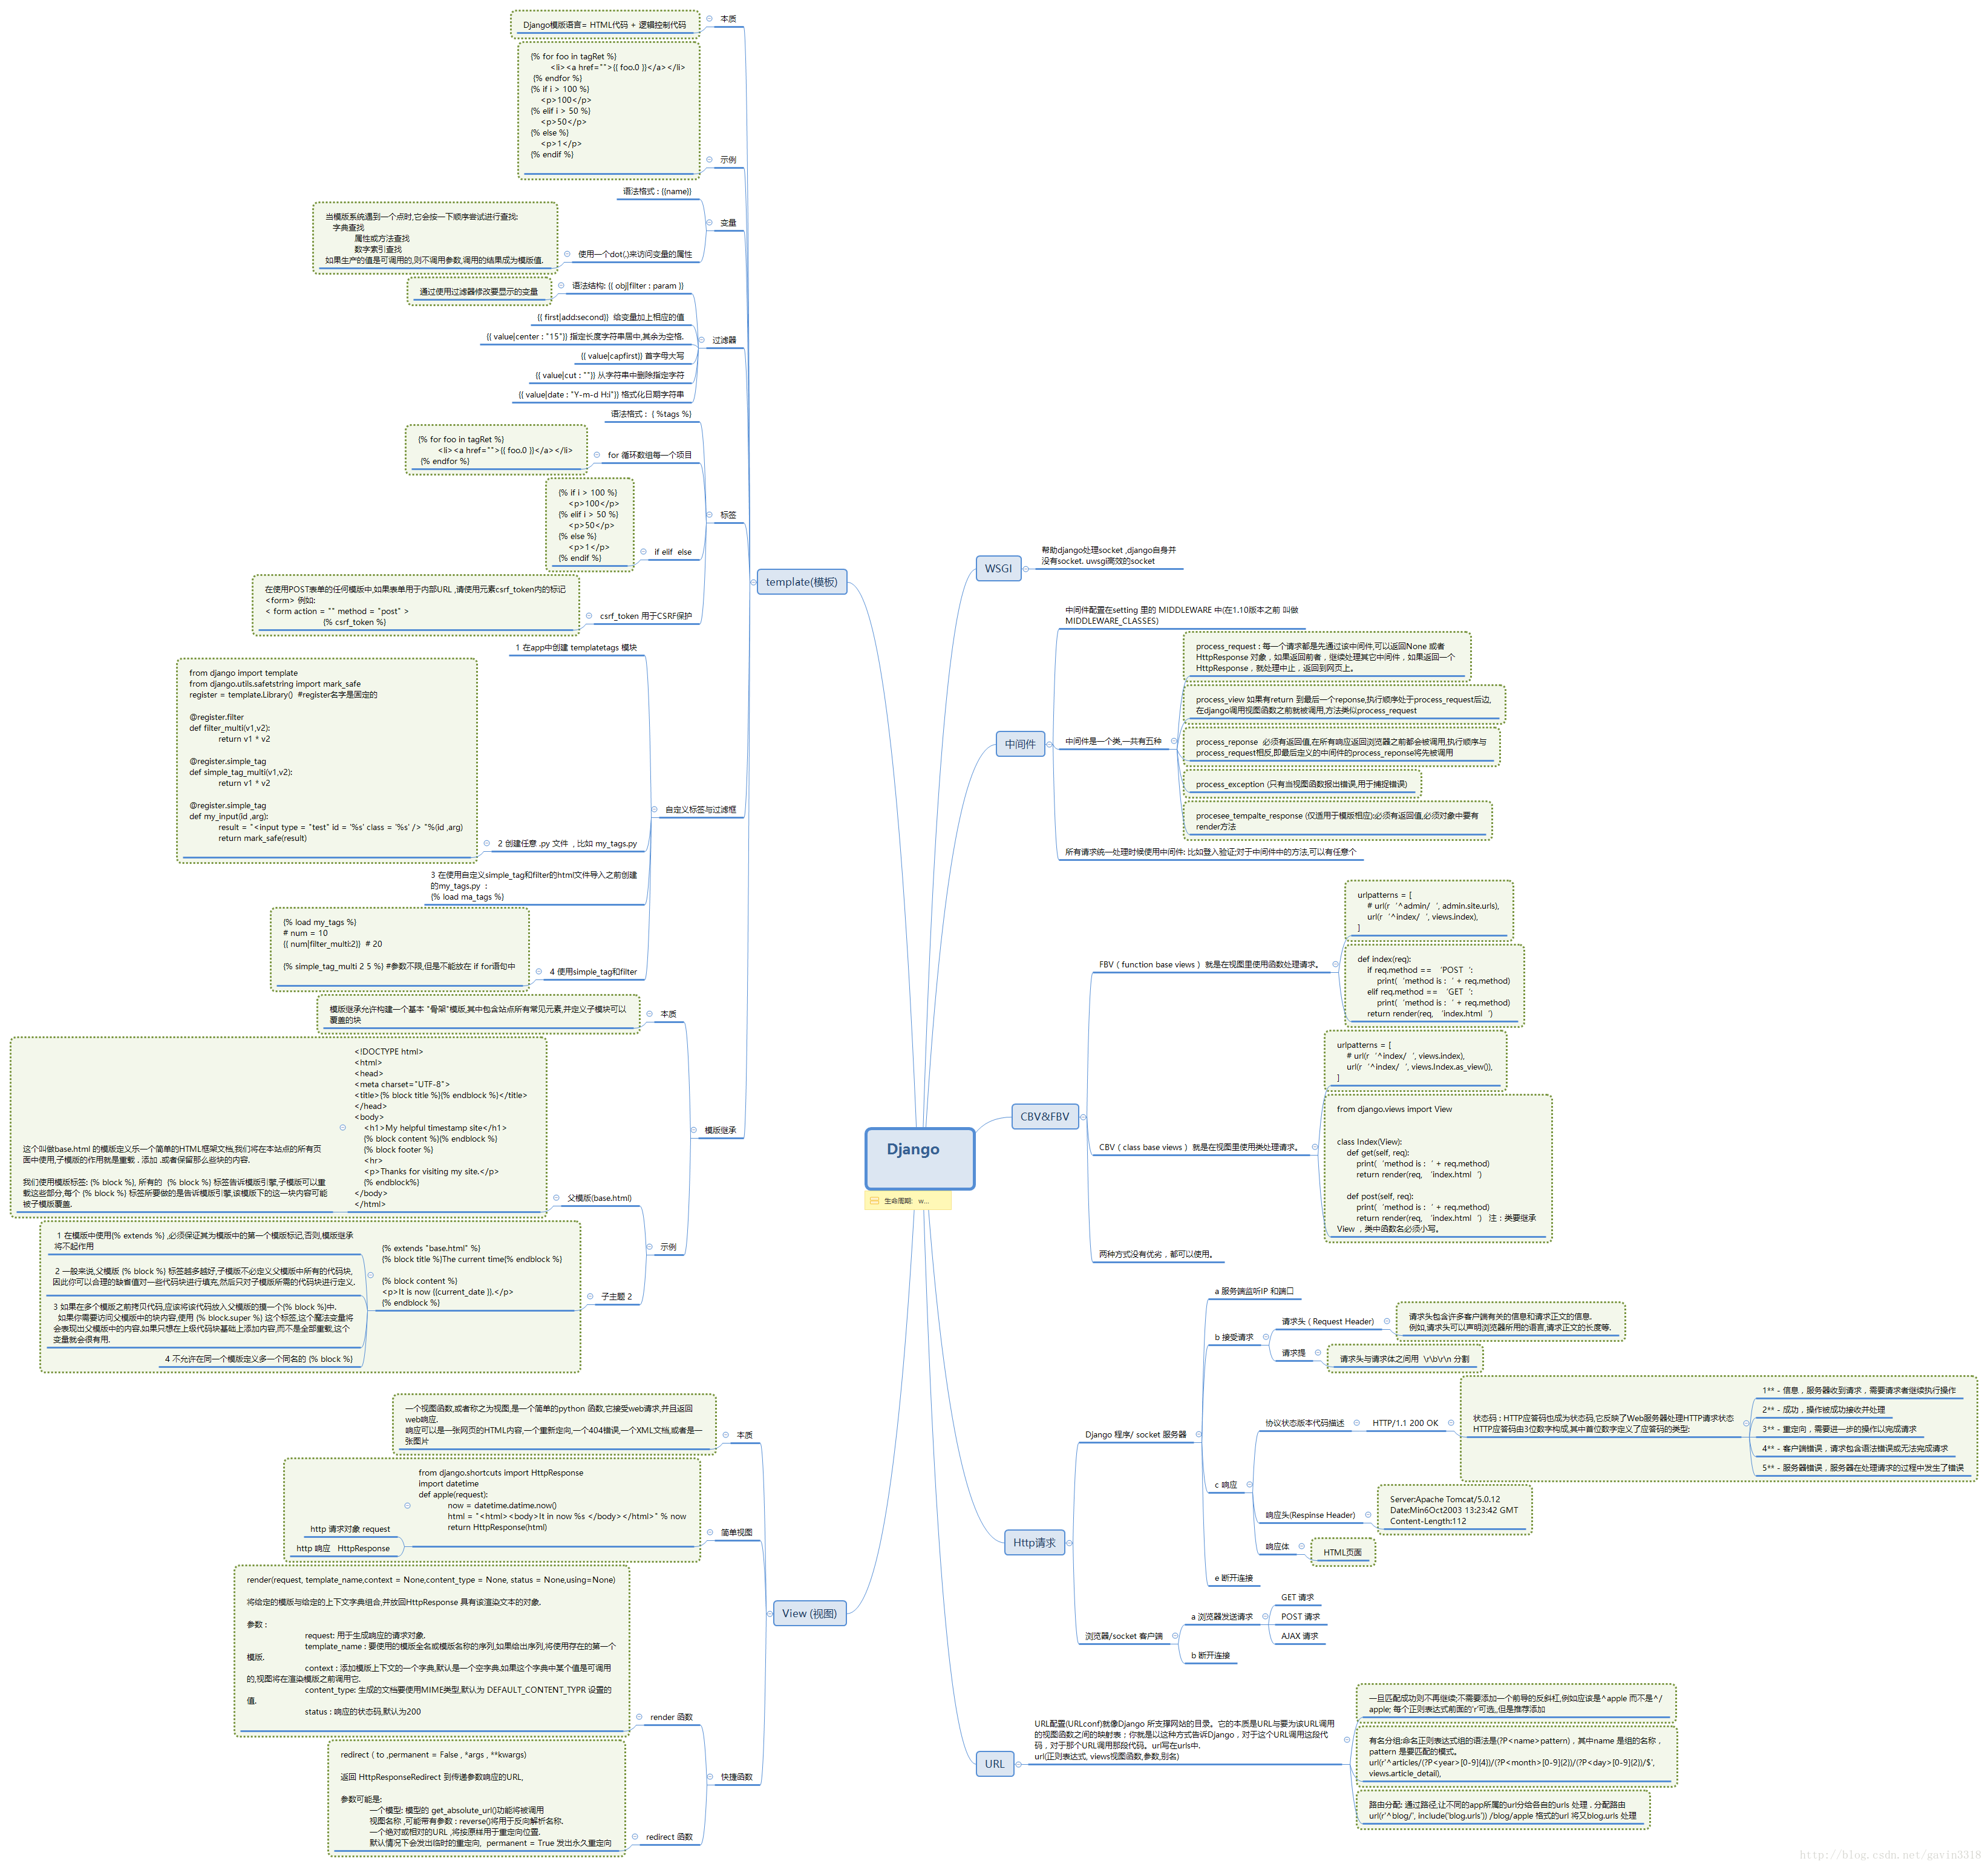 Django
生命周期: w...
template(模板)
本质
Django模版语言= HTML代码 + 逻辑控制代码
示例
{% for foo in tagRet %}
<li><a href="">{{ foo.0 }}</a></li>
{% endfor %}
{% if i > 100 %}
<p>100</p>
{% elif i > 50 %}
<p>50</p>
{% else %}
<p>1</p>
{% endif %}
变量
语法格式 : {{name}}
使用一个dot(.)来访问变量的属性
当模版系统遇到一个点时,它会按一下顺序尝试进行查找:
字典查找
属性或方法查找
数字索引查找
如果生产的值是可调用的,则不调用参数,调用的结果成为模版值.
过滤器
语法结构: {{ obj|filter : param }}
通过使用过滤器修改要显示的变量
{{ first|add:second}} 给变量加上相应的值
{{ value|center : "15"}} 指定长度字符串居中,其余为空格.
{{ value|capfirst}} 首字母大写
{{ value|cut : ""}} 从字符串中删除指定字符
{{ value|date : "Y-m-d H:i"}} 格式化日期字符串
标签
语法格式 : { %tags %}
for 循环数组每一个项目
{% for foo in tagRet %}
<li><a href="">{{ foo.0 }}</a></li>
{% endfor %}
if elif else
{% if i > 100 %}
<p>100</p>
{% elif i > 50 %}
<p>50</p>
{% else %}
<p>1</p>
{% endif %}
csrf_token 用于CSRF保护
在使用POST表单的任何模版中,如果表单用于内部URL ,请使用元素csrf_token内的标记
<form> 例如:
< form action = "" method = "post" >
{% csrf_token %}
自定义标签与过滤框
1 在app中创建 templatetags 模块
2 创建任意 .py 文件 , 比如 my_tags.py
from django import template
from django.utils.safetstring import mark_safe
register = template.Library() #register名字是固定的
@register.filter
def filter_multi(v1,v2):
return v1 * v2
@register.simple_tag
def simple_tag_multi(v1,v2):
return v1 * v2
@register.simple_tag
def my_input(id ,arg):
result = "<input type = "test" id = '%s' class = '%s' /> "%(id ,arg)
return mark_safe(result)
3 在使用自定义simple_tag和filter的html文件导入之前创建
的my_tags.py :
{% load ma_tags %}
4 使用simple_tag和filter
{% load my_tags %}
# num = 10
{{ num|filter_multi:2}} # 20
{% simple_tag_multi 2 5 %} #参数不限,但是不能放在 if for语句中
模版继承
本质
模版继承允许构建一个基本 "骨架"模版,其中包含站点所有常见元素,并定义子模块可以
覆盖的块
示例
父模版(base.html)
<!DOCTYPE html>
<html>
<head>
<meta charset="UTF-8">
<title>{% block title %}{% endblock %}</title>
</head>
<body>
<h1>My helpful timestamp site</h1>
{% block content %}{% endblock %}
{% block footer %}
<hr>
<p>Thanks for visiting my site.</p>
{% endblock%}
</body>
</html>
这个叫做base.html 的模版定义乐一个简单的HTML框架文档,我们将在本站点的所有页
面中使用,子模版的作用就是重载 . 添加 .或者保留那么些块的内容.
我们使用模版标签: {% block %}, 所有的 {% block %} 标签告诉模版引擎,子模版可以重
载这些部分,每个 {% block %} 标签所要做的是告诉模版引擎,该模版下的这一块内容可能
被子模版覆盖.
子主题 2
{% extends "base.html" %}
{% block title %}The current time{% endblock %}
{% block content %}
<p>It is now {{current_date }}.</p>
{% endblock %}
1 在模版中使用{% extends %} ,必须保证其为模版中的第一个模版标记,否则,模版继承
将不起作用
2 一般来说,父模版 {% block %} 标签越多越好,子模版不必定义父模版中所有的代码块,
因此你可以合理的缺省值对一些代码块进行填充,然后只对子模版所需的代码块进行定义.
3 如果在多个模版之前拷贝代码,应该将该代码放入父模版的摸一个{% block %}中.
如果你需要访问父模版中的块内容,使用 {% block.super %} 这个标签,这个魔法变量将
会表现出父模版中的内容.如果只想在上级代码块基础上添加内容,而不是全部重载,这个
变量就会很有用.
4 不允许在同一个模版定义多一个同名的 {% block %}
View (视图)
本质
一个视图函数,或者称之为视图,是一个简单的python 函数,它接受web请求,并且返回
web响应.
响应可以是一张网页的HTML内容,一个重新定向,一个404错误,一个XML文档,或者是一
张图片
简单视图
from django.shortcuts import HttpResponse
import datetime
def apple(request):
now = datetime.datime.now()
html = "<html><body>It in now %s </body></html>" % now
return HttpResponse(html)
http 请求对象 request
http 响应 HttpResponse
快捷函数
render 函数
render(request, template_name,context = None,content_type = None, status = None,using=None)
将给定的模版与给定的上下文字典组合,并放回HttpResponse 具有该渲染文本的对象.
参数 :
request: 用于生成响应的请求对象.
template_name : 要使用的模版全名或模版名称的序列,如果给出序列,将使用存在的第一个
模版.
context : 添加模版上下文的一个字典,默认是一个空字典.如果这个字典中某个值是可调用
的,视图将在渲染模版之前调用它.
content_type: 生成的文档要使用MIME类型,默认为 DEFAULT_CONTENT_TYPR 设置的
值.
status : 响应的状态码,默认为200
redirect 函数
redirect ( to ,permanent = False , *args , **kwargs)
返回 HttpResponseRedirect 到传递参数响应的URL,
参数可能是:
一个模型: 模型的 get_absolute_url()功能将被调用
视图名称 ,可能带有参数 : reverse()将用于反向解析名称.
一个绝对或相对的URL ,将按原样用于重定向位置.
默认情况下会发出临时的重定向, permanent = True 发出永久重定向
WSGI
帮助django处理socket ,django自身并
没有socket. uwsgi高效的socket
中间件
中间件配置在setting 里的 MIDDLEWARE 中(在1.10版本之前 叫做
MIDDLEWARE_CLASSES)
中间件是一个类,一共有五种
process_request : 每一个请求都是先通过该中间件,可以返回None 或者
HttpResponse 对象，如果返回前者，继续处理其它中间件，如果返回一个
HttpResponse，就处理中止，返回到网页上。
process_view 如果有return 到最后一个reponse,执行顺序处于process_request后边,
在django调用视图函数之前就被调用,方法类似process_request
process_reponse 必须有返回值,在所有响应返回浏览器之前都会被调用,执行顺序与
process_request相反,即最后定义的中间件的process_reponse将先被调用
process_exception (只有当视图函数报出错误,用于捕捉错误)
procesee_tempalte_response (仅适用于模版相应):必须有返回值,必须对象中要有
render方法
所有请求统一处理时候使用中间件: 比如登入验证;对于中间件中的方法,可以有任意个
CBV&FBV
FBV（function base views） 就是在视图里使用函数处理请求。
urlpatterns = [
# url(r‘^admin/’, admin.site.urls),
url(r‘^index/’, views.index),
]
def index(req):
if req.method ==‘POST’:
print(‘method is :’ + req.method)
elif req.method ==‘GET’:
print(‘method is :’ + req.method)
return render(req,‘index.html’)
CBV（class base views） 就是在视图里使用类处理请求。
urlpatterns = [
# url(r‘^index/’, views.index),
url(r‘^index/’, views.Index.as_view()),
]
from django.views import View
class Index(View):
def get(self, req):
print(‘method is :’ + req.method)
return render(req,‘index.html’)
def post(self, req):
print(‘method is :’ + req.method)
return render(req,‘index.html’) 注：类要继承
View ，类中函数名必须小写。
两种方式没有优劣，都可以使用。
Http请求
Django 程序/ socket 服务器
a 服务端监听IP 和端口
b 接受请求
请求头 ( Request Header)
请求头包含许多客户端有关的信息和请求正文的信息.
例如,请求头可以声明浏览器所用的语言,请求正文的长度等.
请求提
请求头与请求体之间用 \r\b\r\n 分割
c 响应
协议状态版本代码描述
HTTP/1.1 200 OK
状态码 : HTTP应答码也成为状态码,它反映了Web服务器处理HTTP请求状态
HTTP应答码由3位数字构成,其中首位数字定义了应答码的类型:
1** - 信息，服务器收到请求，需要请求者继续执行操作
2** - 成功，操作被成功接收并处理
3** - 重定向，需要进一步的操作以完成请求
4** - 客户端错误，请求包含语法错误或无法完成请求
5** - 服务器错误，服务器在处理请求的过程中发生了错误
响应头(Respinse Header)
Server:Apache Tomcat/5.0.12
Date:Min6Oct2003 13:23:42 GMT
Content-Length:112
响应体
HTML页面
e 断开连接
浏览器/socket 客户端
a 浏览器发送请求
GET 请求
POST 请求
AJAX 请求
b 断开连接
URL
URL配置(URLconf)就像Django 所支撑网站的目录。它的本质是URL与要为该URL调用
的视图函数之间的映射表；你就是以这种方式告诉Django，对于这个URL调用这段代
码，对于那个URL调用那段代码。url写在urls中.
url(正则表达式, views视图函数,参数,别名)
一旦匹配成功则不再继续;不需要添加一个前导的反斜杠,例如应该是^apple 而不是^/
apple; 每个正则表达式前面的'r'可选,,但是推荐添加
有名分组:命名正则表达式组的语法是(?P<name>pattern)，其中name 是组的名称，
pattern 是要匹配的模式。
url(r'^articles/(?P<year>[0-9]{4})/(?P<month>[0-9]{2})/(?P<day>[0-9]{2})/$',
views.article_detail),
路由分配: 通过路径,让不同的app所属的url分给各自的urls 处理 . 分配路由
url(r'^blog/', include('blog.urls')) /blog/apple 格式的url 将又blog.urls 处理
http://blog.csdn.net/gavin3318